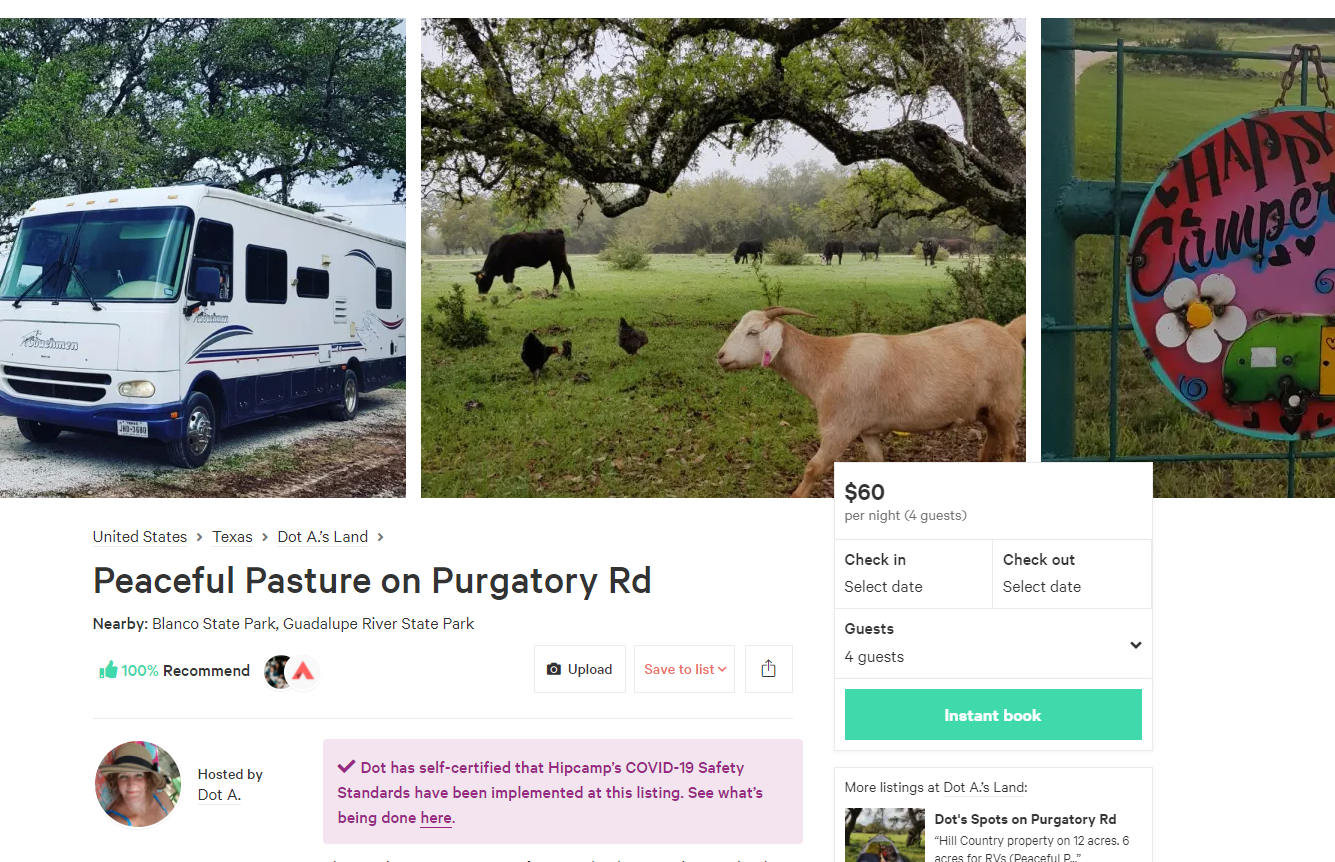 Coachmen
Coachmen
TEXAS
HAPPY
Camper
$60
per night (4 guests)
Check in
Select date
Check out
Select date
Guests
4 guests
Instant book
United States > Texas > Dot A.'s Land >
Peaceful Pasture on Purgatory Rd
Nearby: Blanco State Park, Guadalupe River State Park
100% Recommend
Upload
Save to list
Hosted by
Dot A.
Dot has self-certified that Hipcamp's COVID-19 Safety
Standards have been implemented at this listing. See what's
being done here.
More listings at Dot A.'s Land:
Dot's Spots on Purgatory Rd
“Hill Country property on 12 acres. 6
acres for RVs (Peaceful P...”